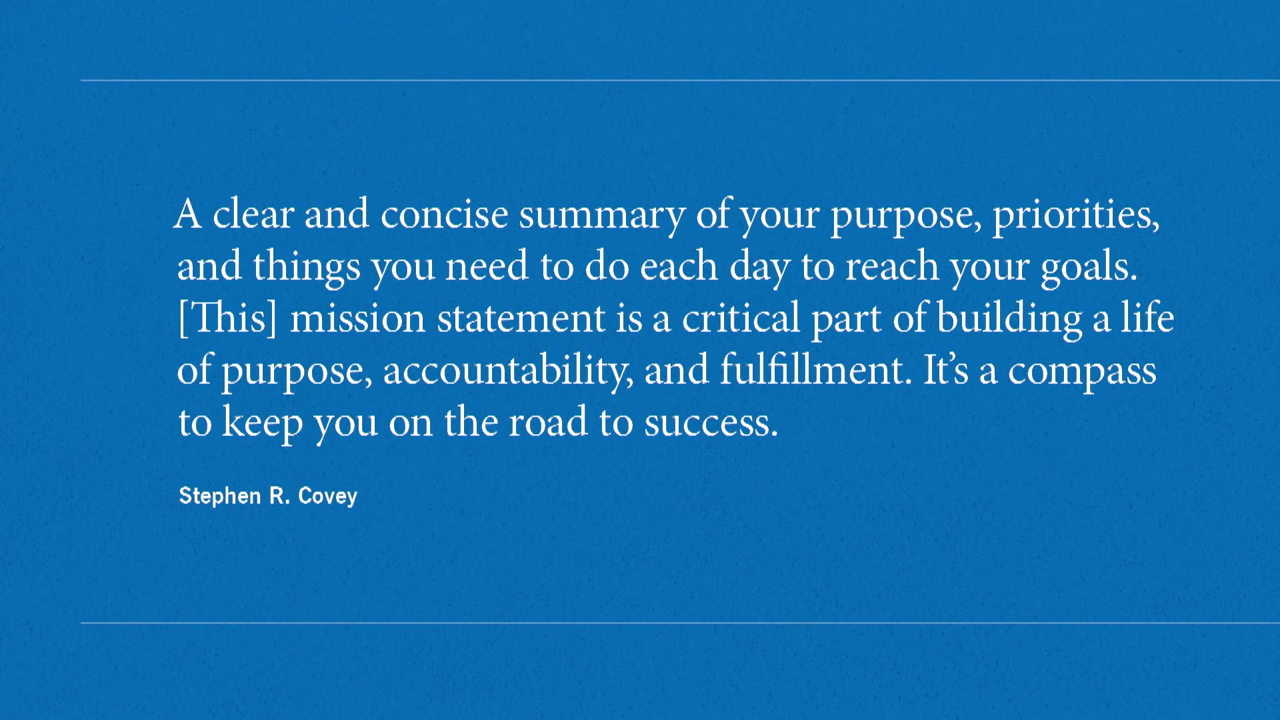 A clear and concise summary of your purpose, priorities,
and things you need to do each day to reach your goals.
[This] mission statement is a critical part of building a life
of purpose, accountability, and fulfillment. It’s a compass
to keep you on the road to success.
Stephen R. Covey